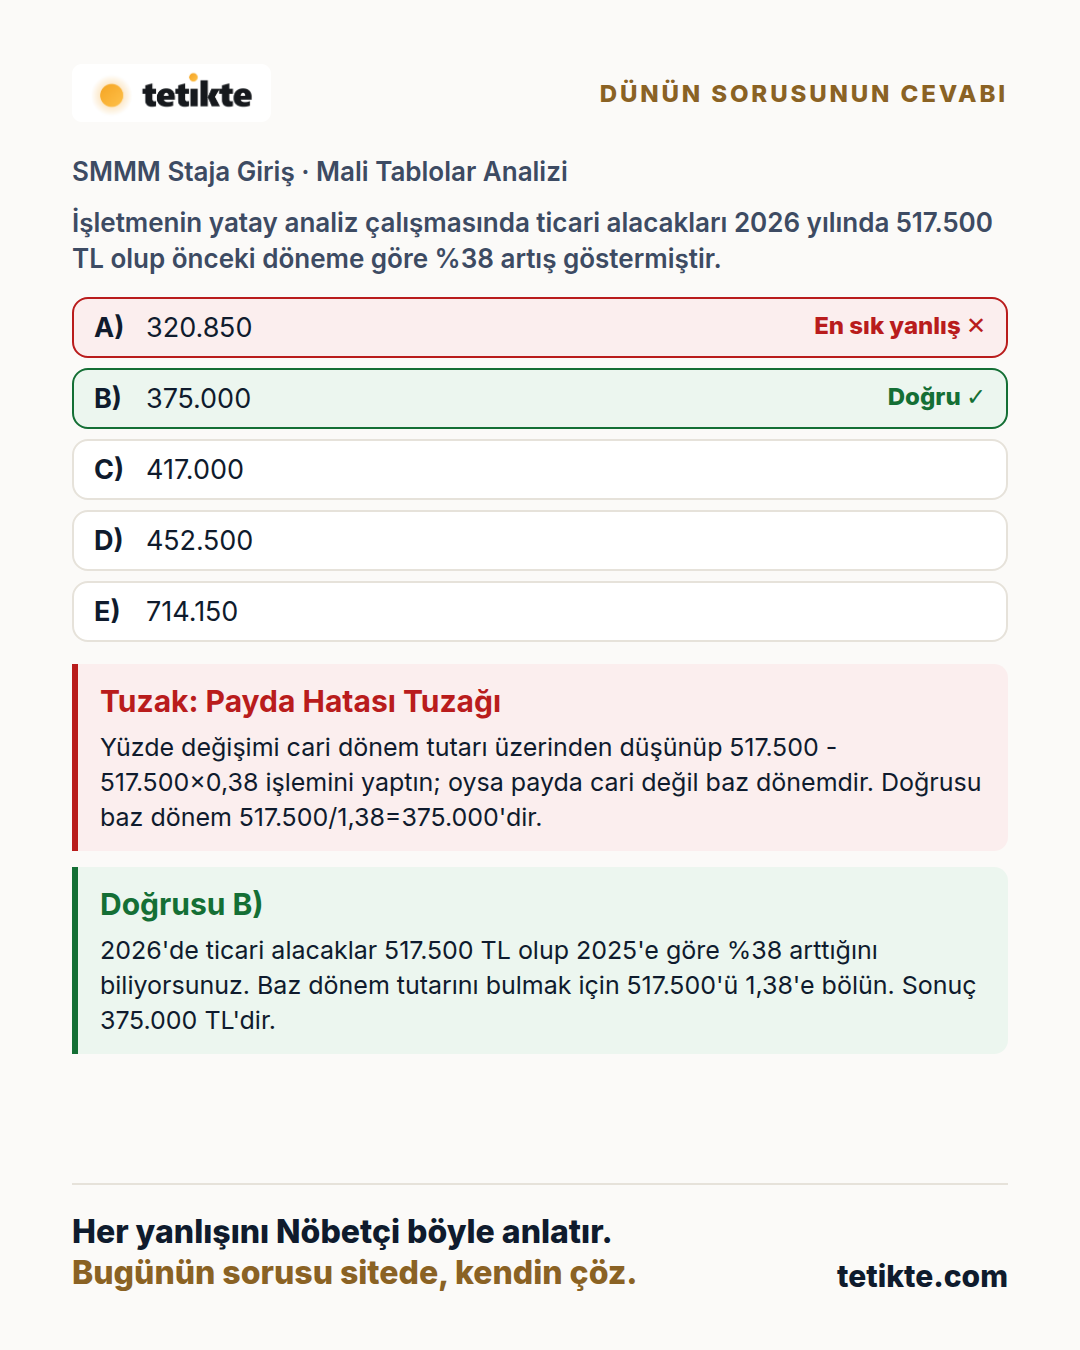 tetikte
DÜNÜN SORUSUNUN CEVABI
SMMM Staja Giriş · Mali Tablolar Analizi
İşletmenin yatay analiz çalışmasında ticari alacakları 2026 yılında 517.500
TL olup önceki döneme göre %38 artış göstermiştir.
A) 320.850 En sık yanlış ✕
B) 375.000 Doğru ✓
C) 417.000
D) 452.500
E) 714.150
Tuzak: Payda Hatası Tuzağı
Yüzde değişimi cari dönem tutarı üzerinden düşünüp 517.500 -
517.500×0,38 işlemini yaptın; oysa payda cari değil baz dönemdir. Doğrusu
baz dönem 517.500/1,38=375.000'dir.
Doğrusu B)
2026'de ticari alacaklar 517.500 TL olup 2025'e göre %38 arttığını
biliyorsunuz. Baz dönem tutarını bulmak için 517.500'ü 1,38'e bölün. Sonuç
375.000 TL'dir.
Her yanlışını Nöbetçi böyle anlatır.
Bugünün sorusu sitede, kendin çöz.
tetikte.com